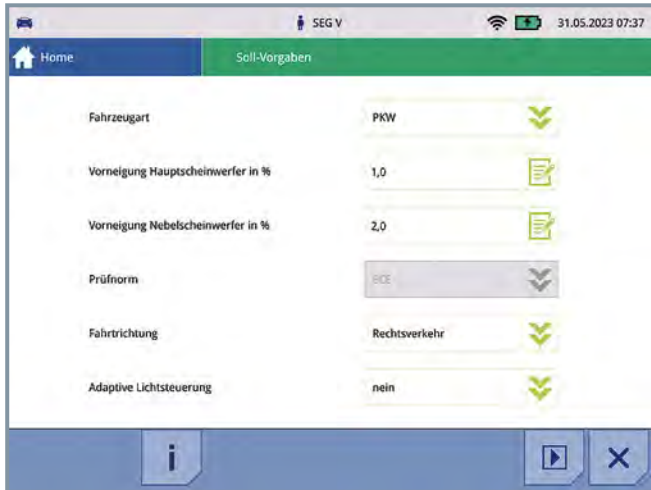 SEG V
31.05.2023 07:37
Home
Soll-Vorgaben
Fahrzeugart
PKW
Vorneigung Hauptscheinwerfer in %
1,0
Vorneigung Nebelscheinwerfer in %
2,0
Prüfnorm
ECE
Fahrtrichtung
Rechtsverkehr
Adaptive Lichtsteuerung
nein
i